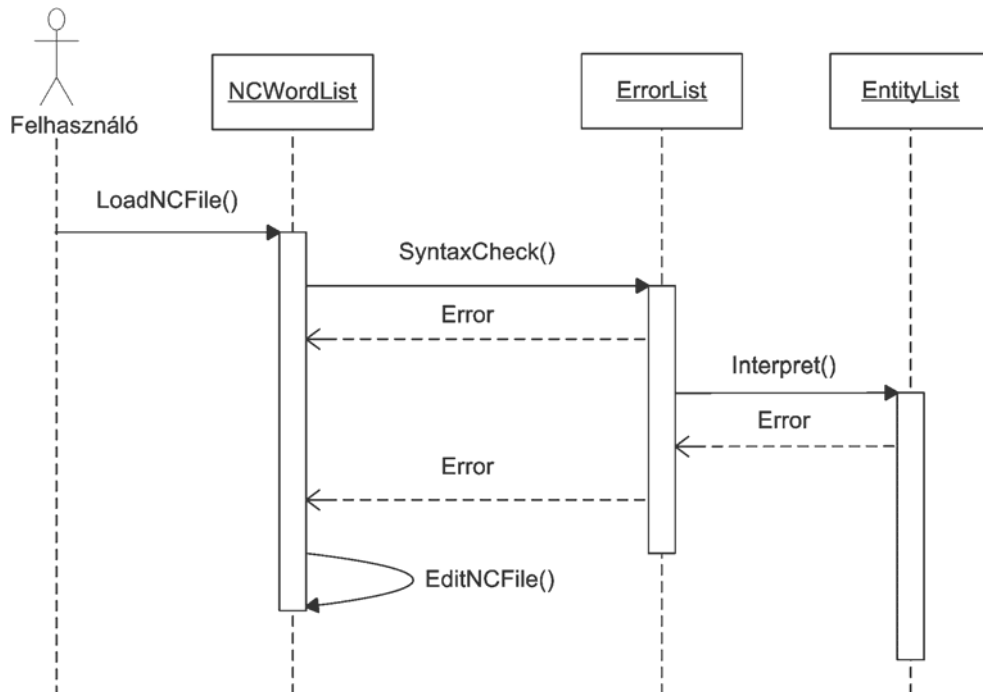 NCWordList
ErrorList
EntityList
Felhasználó
LoadNCFile()
SyntaxCheck()
Error
Interpret()
Error
Error
EditNCFile()